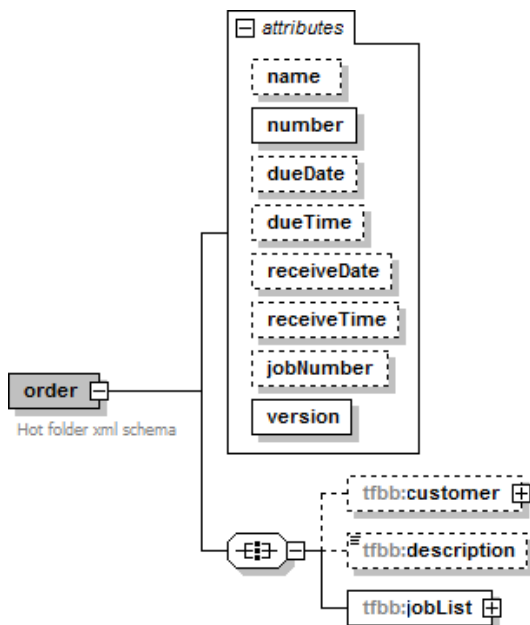 attributes
name
number
dueDate
dueTime
receiveDate
receiveTime
jobNumber
version
order
Hot folder xml schema
tfbb:customer
tfbb:description
tfbb:jobList